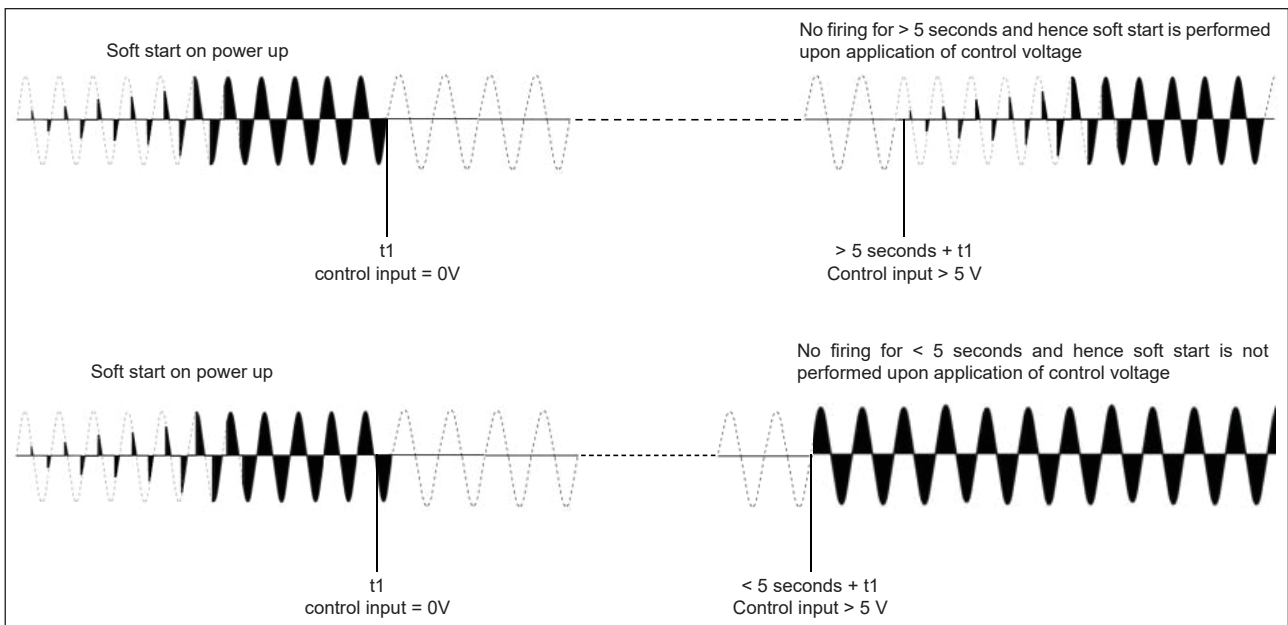 Soft start on power up
No firing for > 5 seconds and hence soft start is performed
upon application of control voltage
t1
control input = 0V
> 5 seconds + t1
Control input > 5 V
Soft start on power up
No firing for < 5 seconds and hence soft start is not
performed upon application of control voltage
t1
control input = 0V
< 5 seconds + t1
Control input > 5 V